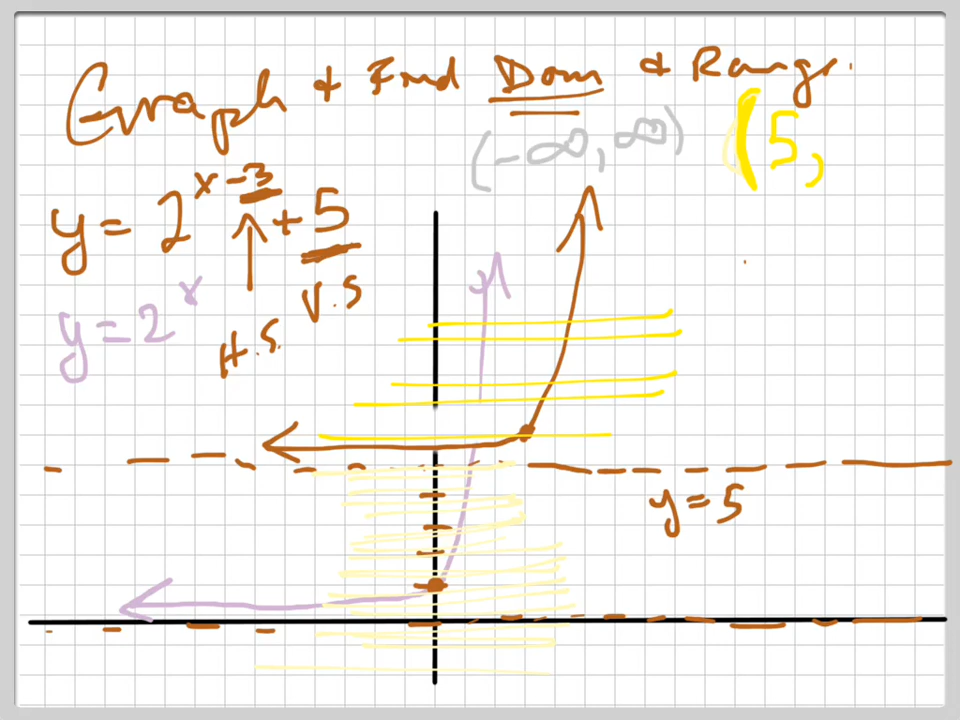 Graph & Find Dom & Range
(-∞, ∞) (5,
y = 2^{x-3} + 5
y = 2^x
H.S. V.S
y
y = 5